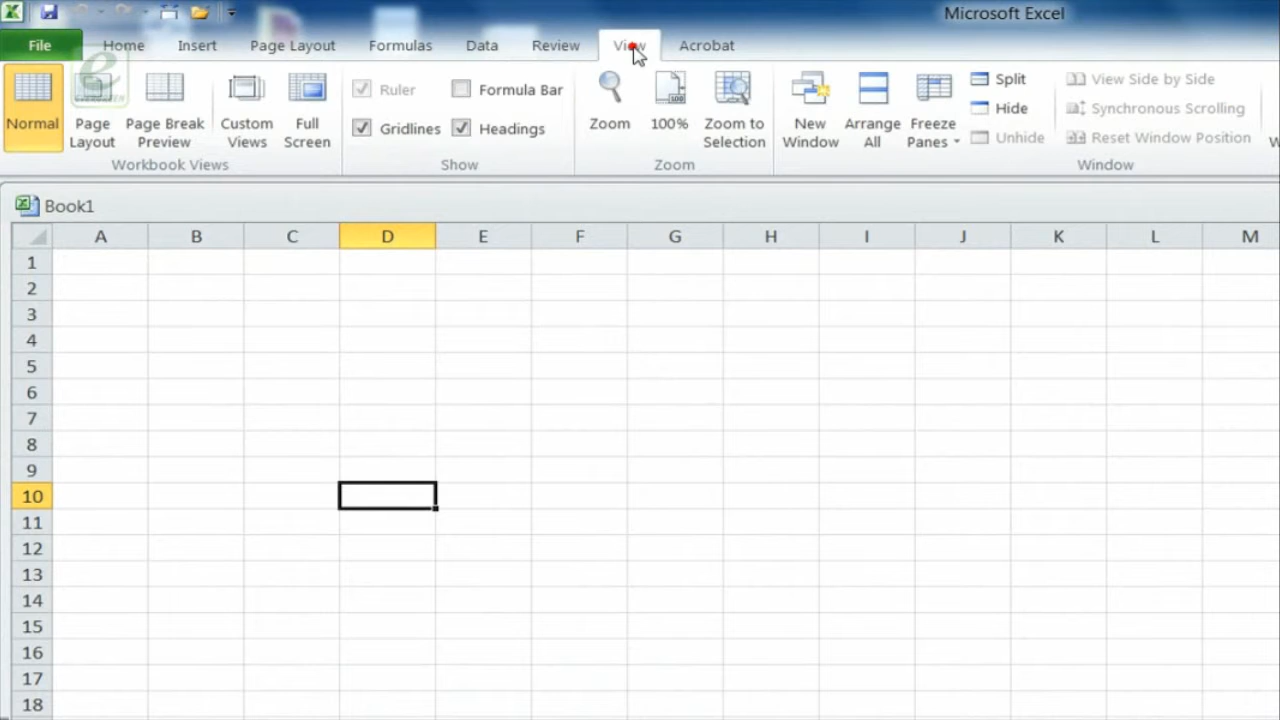 Microsoft Excel
File Home Insert Page Layout Formulas Data Review View Acrobat
Normal Page Layout Page Break Preview Custom Views Full Screen
Workbook Views
Ruler Formula Bar
Gridlines Headings
Show
Zoom 100% Zoom to Selection
Zoom
New Window Arrange All Freeze Panes
Split
Hide
Unhide
View Side by Side
Synchronous Scrolling
Reset Window Position
Window
Book1
A B C D E F G H I J K L M
1
2
3
4
5
6
7
8
9
10
11
12
13
14
15
16
17
18